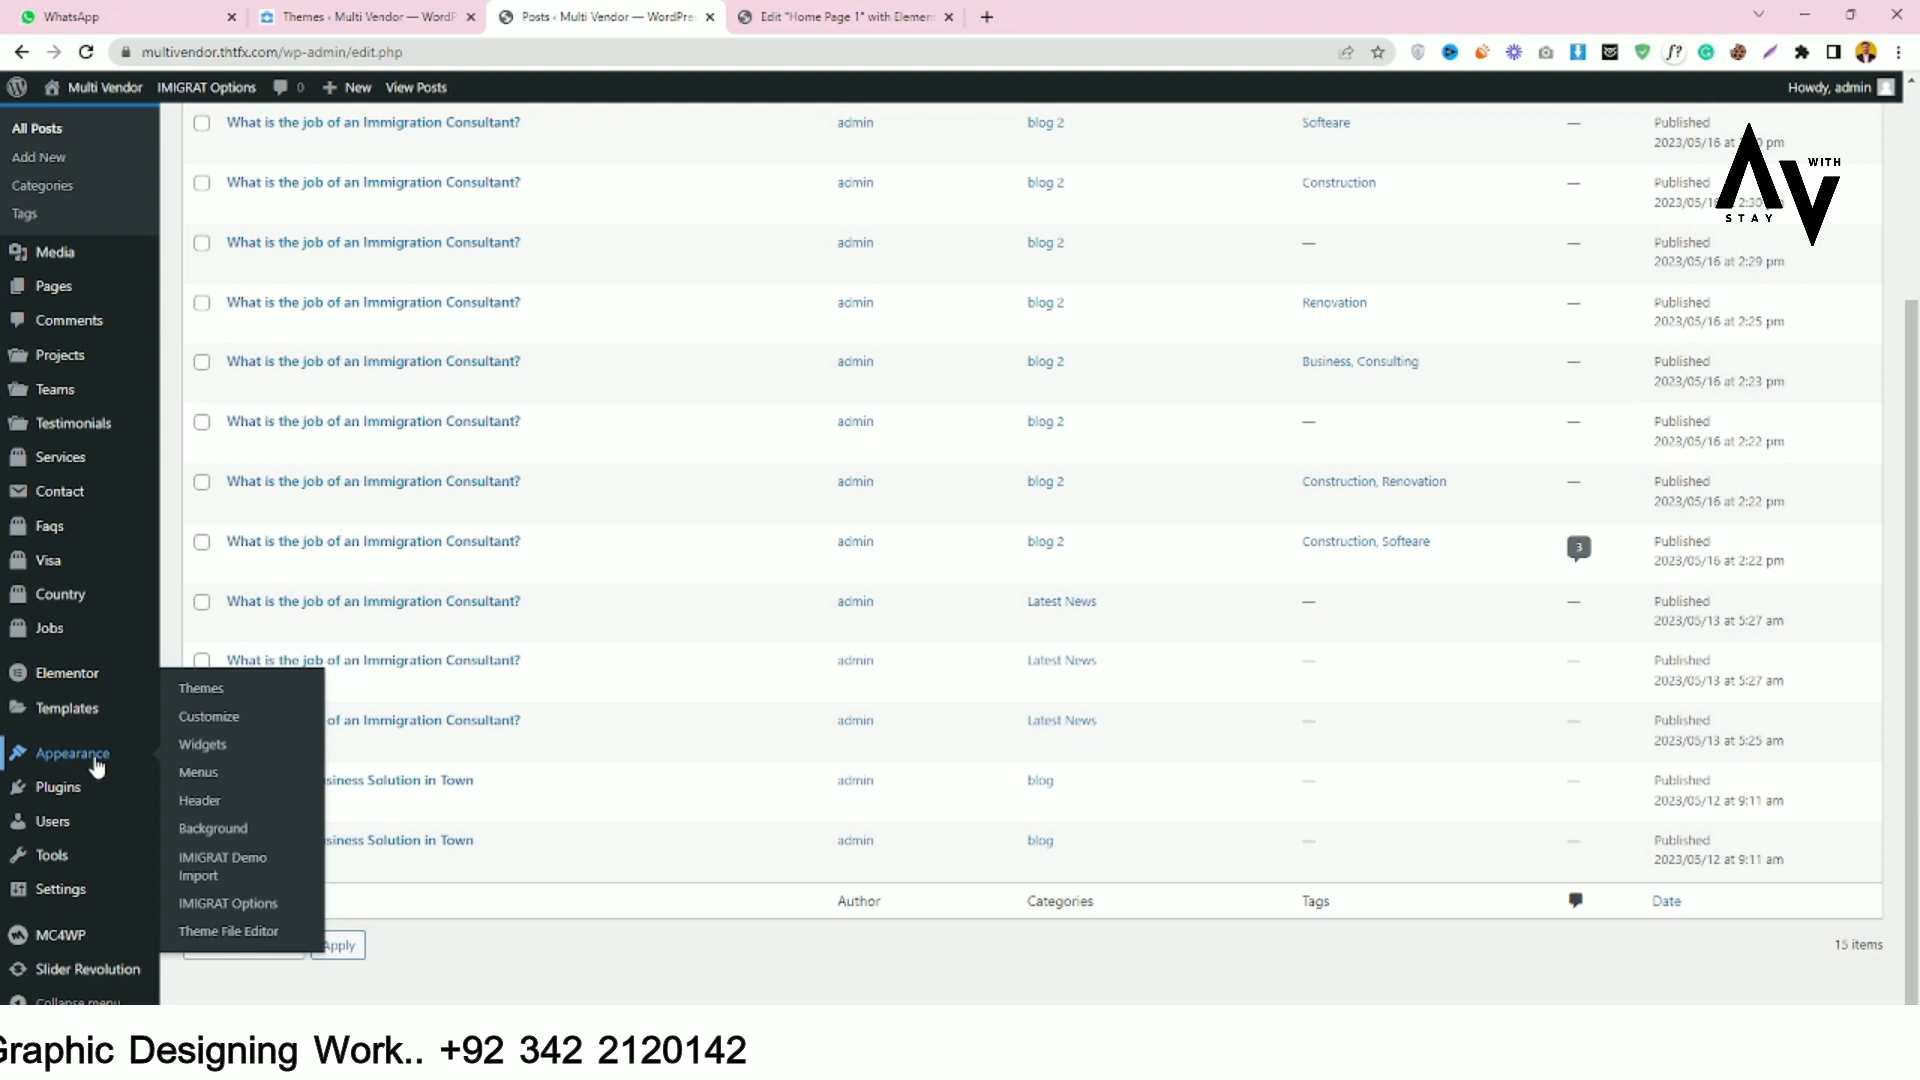 WhatsApp
Themes ‹ Multi Vendor — WordP
Posts ‹ Multi Vendor — WordPre
Edit "Home Page 1" with Elemen
multivendor.thtfx.com/wp-admin/edit.php
Multi Vendor
IMIGRAT Options
0
New
View Posts
Howdy, admin
All Posts
Add New
Categories
Tags
Media
Pages
Comments
Projects
Teams
Testimonials
Services
Contact
Faqs
Visa
Country
Jobs
Elementor
Templates
Appearance
Plugins
Users
Tools
Settings
MC4WP
Slider Revolution
Collapse menu
Themes
Customize
Widgets
Menus
Header
Background
IMIGRAT Demo
Import
IMIGRAT Options
Theme File Editor
What is the job of an Immigration Consultant? admin blog 2 Softeare — Published
2023/05/16 at pm
What is the job of an Immigration Consultant? admin blog 2 Construction — Published
2023/05/16 2:30
What is the job of an Immigration Consultant? admin blog 2 — — Published
2023/05/16 at 2:29 pm
What is the job of an Immigration Consultant? admin blog 2 Renovation — Published
2023/05/16 at 2:25 pm
What is the job of an Immigration Consultant? admin blog 2 Business, Consulting — Published
2023/05/16 at 2:23 pm
What is the job of an Immigration Consultant? admin blog 2 — — Published
2023/05/16 at 2:22 pm
What is the job of an Immigration Consultant? admin blog 2 Construction, Renovation — Published
2023/05/16 at 2:22 pm
What is the job of an Immigration Consultant? admin blog 2 Construction, Softeare 3 Published
2023/05/16 at 2:22 pm
What is the job of an Immigration Consultant? admin Latest News — — Published
2023/05/13 at 5:27 am
What is the job of an Immigration Consultant? admin Latest News — — Published
2023/05/13 at 5:27 am
of an Immigration Consultant? admin Latest News — — Published
2023/05/13 at 5:25 am
siness Solution in Town admin blog — — Published
2023/05/12 at 9:11 am
siness Solution in Town admin blog — — Published
2023/05/12 at 9:11 am
Author Categories Tags Date
Apply
15 items
STAY
WITH
AV
Graphic Designing Work.. +92 342 2120142